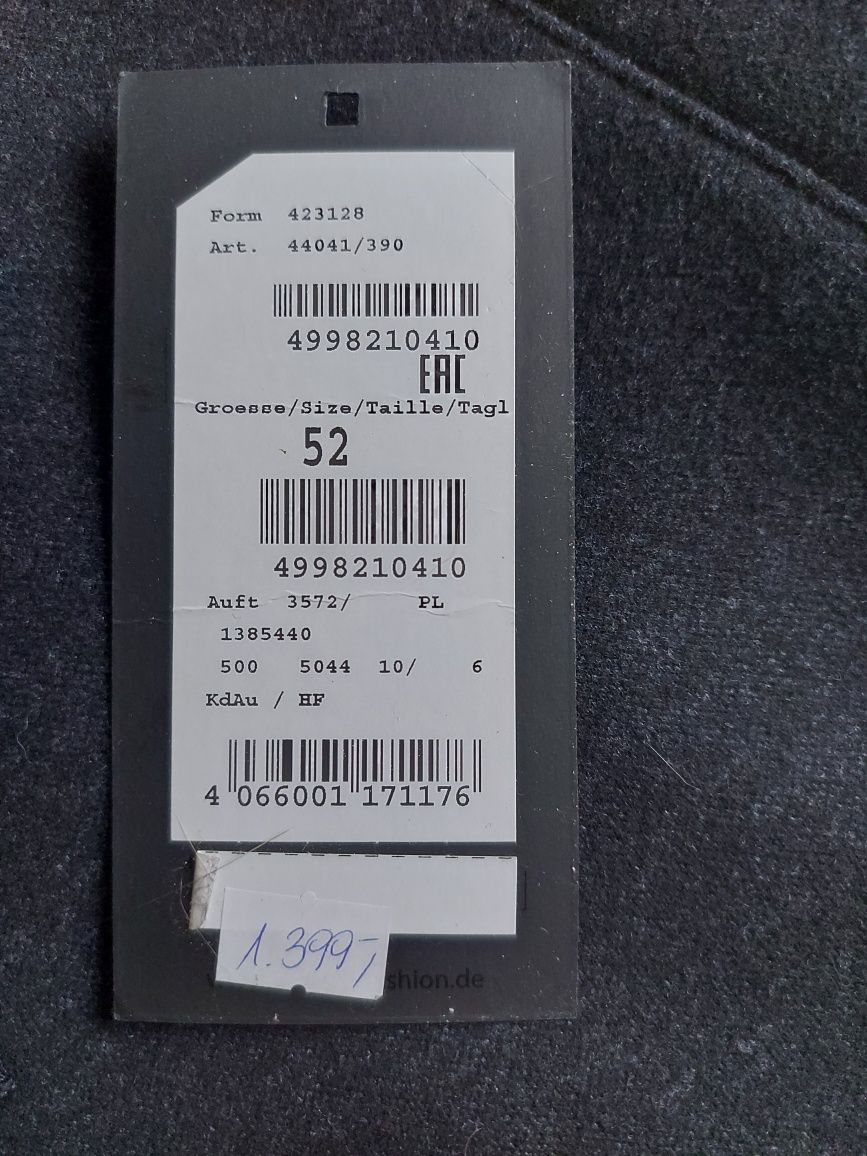 Form 423128
Art. 44041/390
4998210410
EAC
Groesse/Size/Taille/Tagl
52
4998210410
Auft 3572/ PL
1385440
500 5044 10/ 6
KdAu / HF
4 066001 171176
1.399,-
shion.de